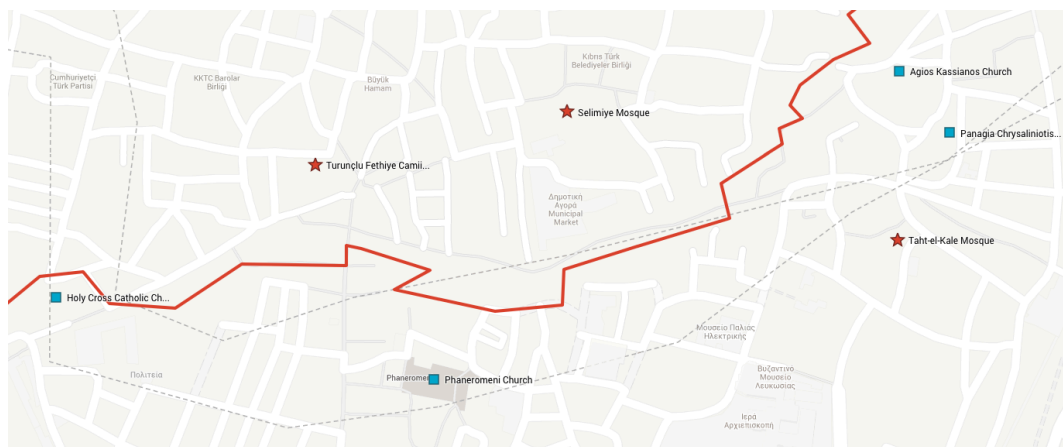 Kıbrıs Türk
Belediyeler Birliği
Agios Kassianos Church
Cumhuriyetçi
Türk Partisi
KKTC Barolar
Birliği
Büyük
Hamam
Selimiye Mosque
Panagia Chrysaliniotis...
Turunçlu Fethiye Camii...
Δημοτική
Αγορά
Municipal
Market
Taht-el-Kale Mosque
Holy Cross Catholic Ch...
Μουσείο Παλιάς
Ηλεκτρικής
Πολιτεία
Phaneromeni Church
Βυζαντινό
Μουσείο
Λευκωσίας
Ιερά
Αρχιεπισκοπή